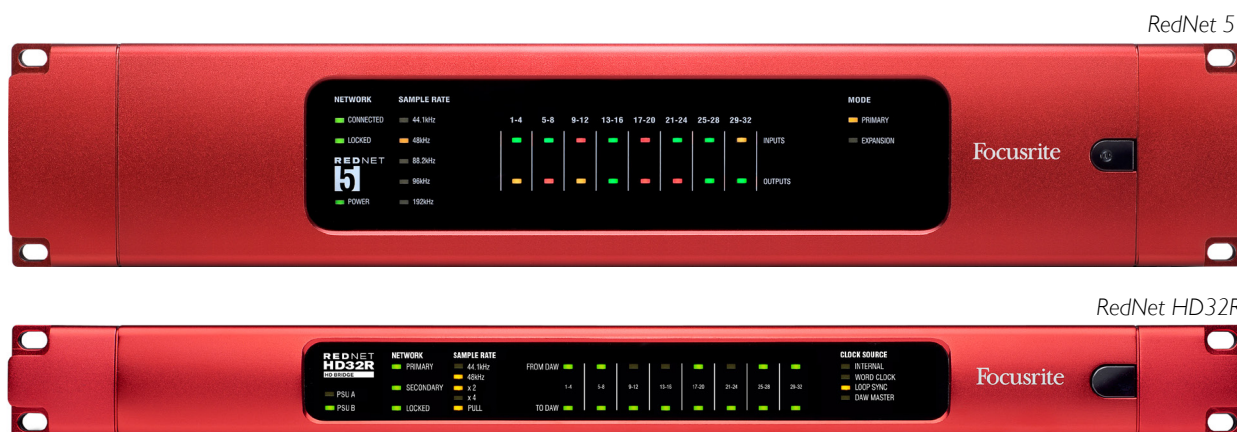 RedNet 5
NETWORK SAMPLE RATE MODE
CONNECTED 44.1kHz 1-4 5-8 9-12 13-16 17-20 21-24 25-28 29-32 PRIMARY
LOCKED 48kHz INPUTS EXPANSION
REDNET 88.2kHz Focusrite
5 96kHz OUTPUTS
POWER 192kHz
RedNet HD32R
REDNET NETWORK SAMPLE RATE CLOCK SOURCE
HD32R PRIMARY 44.1kHz FROM DAW INTERNAL
HD BRIDGE 48kHz WORD CLOCK Focusrite
SECONDARY x 2 1-4 5-8 9-12 13-16 17-20 21-24 25-28 29-32 LOOP SYNC
PSU A x 4 DAW MASTER
PSU B LOCKED PULL TO DAW